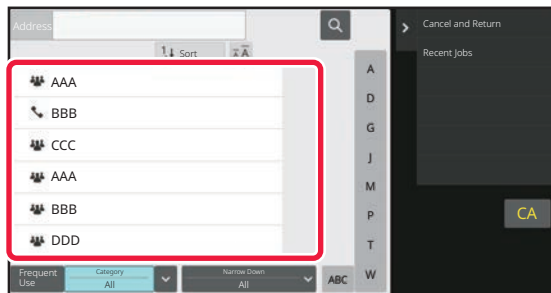 Address
Cancel and Return
Sort
Recent Jobs
AAA
BBB
CCC
AAA
BBB
DDD
A
D
G
J
M
P
T
W
CA
Frequent
Use
Category
All
Narrow Down
All
ABC